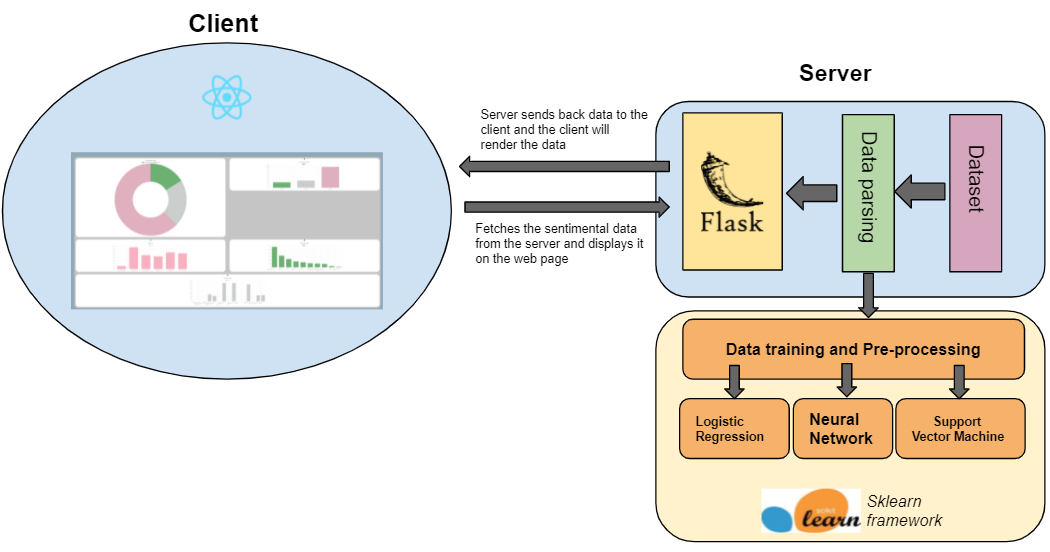 Client
Server
Server sends back data to the
client and the client will
render the data
Fetches the sentimental data
from the server and displays it
on the web page
Flask
Data parsing
Dataset
Data training and Pre-processing
Logistic
Regression
Neural
Network
Support
Vector Machine
scikit
learn
Sklearn
framework